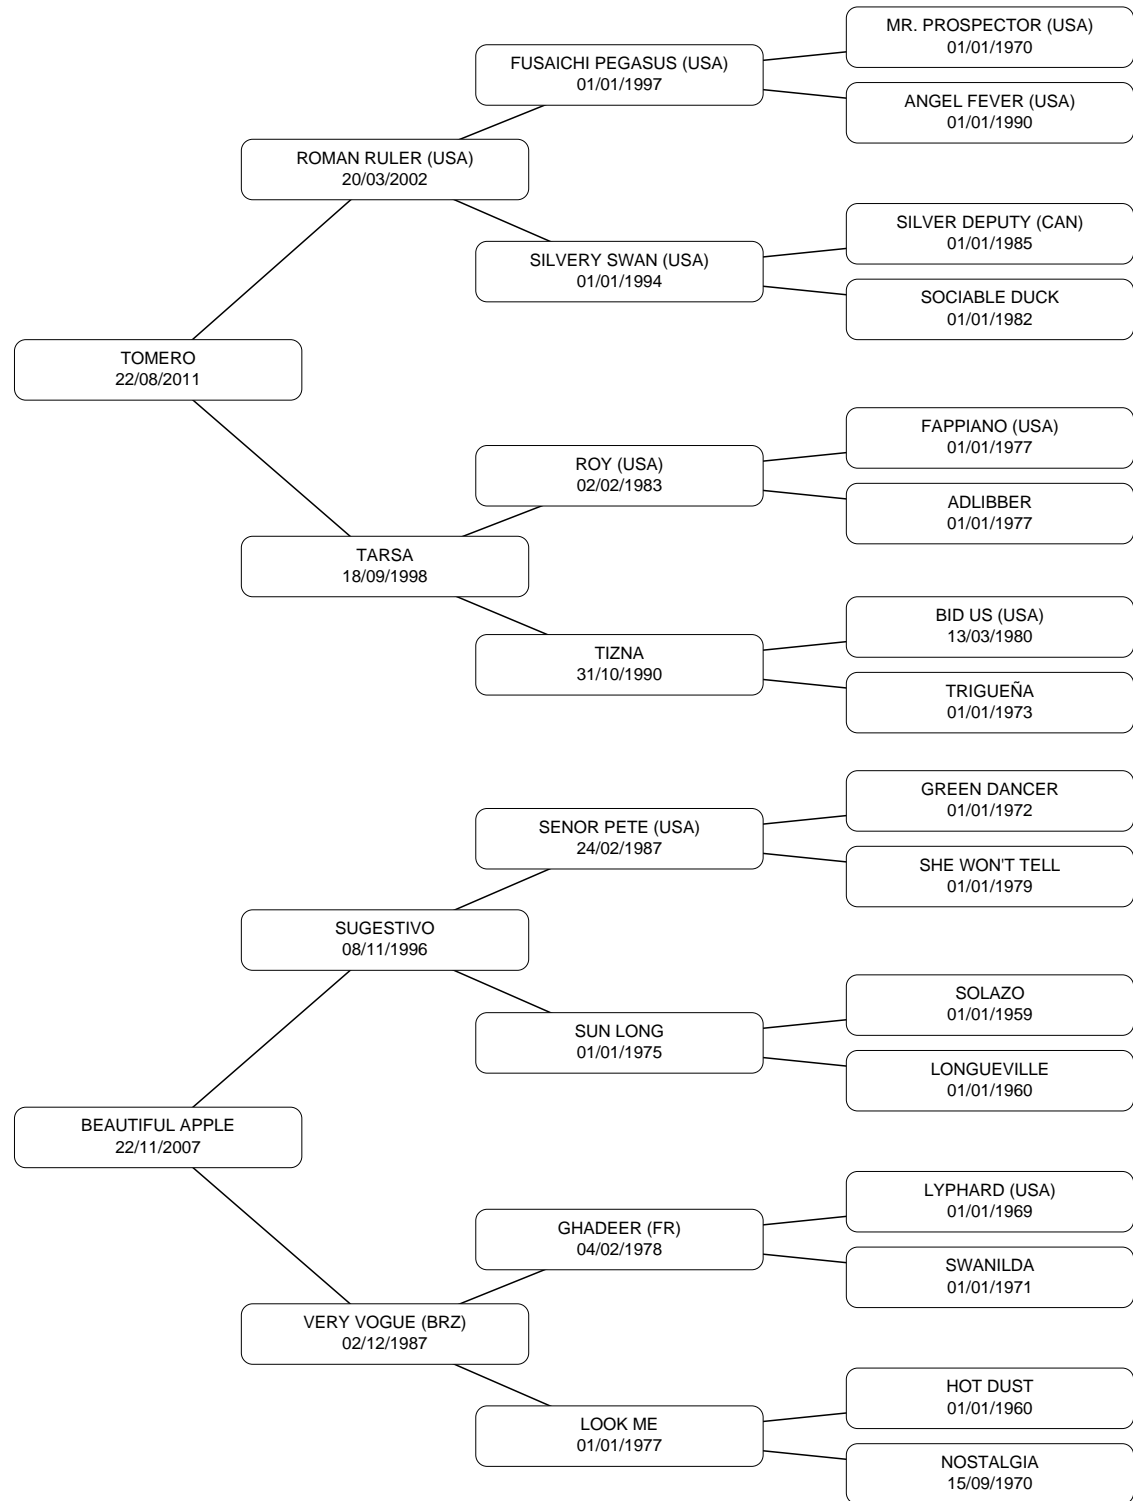 MR. PROSPECTOR (USA)
01/01/1970
FUSAICHI PEGASUS (USA)
01/01/1997
ANGEL FEVER (USA)
01/01/1990
ROMAN RULER (USA)
20/03/2002
SILVER DEPUTY (CAN)
01/01/1985
SILVERY SWAN (USA)
01/01/1994
SOCIABLE DUCK
01/01/1982
TOMERO
22/08/2011
FAPPIANO (USA)
01/01/1977
ROY (USA)
02/02/1983
ADLIBBER
01/01/1977
TARSA
18/09/1998
BID US (USA)
13/03/1980
TIZNA
31/10/1990
TRIGUEÑA
01/01/1973
GREEN DANCER
01/01/1972
SENOR PETE (USA)
24/02/1987
SHE WON'T TELL
01/01/1979
SUGESTIVO
08/11/1996
SOLAZO
01/01/1959
SUN LONG
01/01/1975
LONGUEVILLE
01/01/1960
BEAUTIFUL APPLE
22/11/2007
LYPHARD (USA)
01/01/1969
GHADEER (FR)
04/02/1978
SWANILDA
01/01/1971
VERY VOGUE (BRZ)
02/12/1987
HOT DUST
01/01/1960
LOOK ME
01/01/1977
NOSTALGIA
15/09/1970